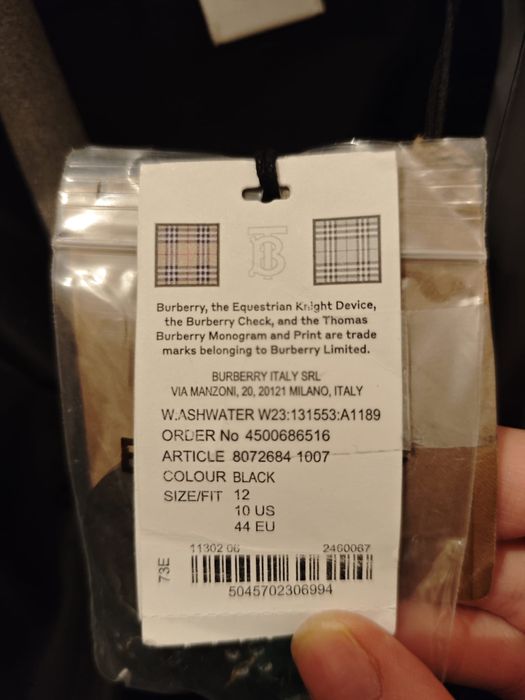 Burberry, the Equestrian Knight Device,
the Burberry Check, and the Thomas
Burberry Monogram and Print are trade
marks belonging to Burberry Limited.
BURBERRY ITALY SRL
VIA MANZONI, 20, 20121 MILANO, ITALY
W.ASHWATER W23:131553:A1189
ORDER No 4500686516
ARTICLE 8072684 1007
COLOUR BLACK
SIZE/FIT 12
10 US
44 EU
11302 06 2460067
73E
5045702306994